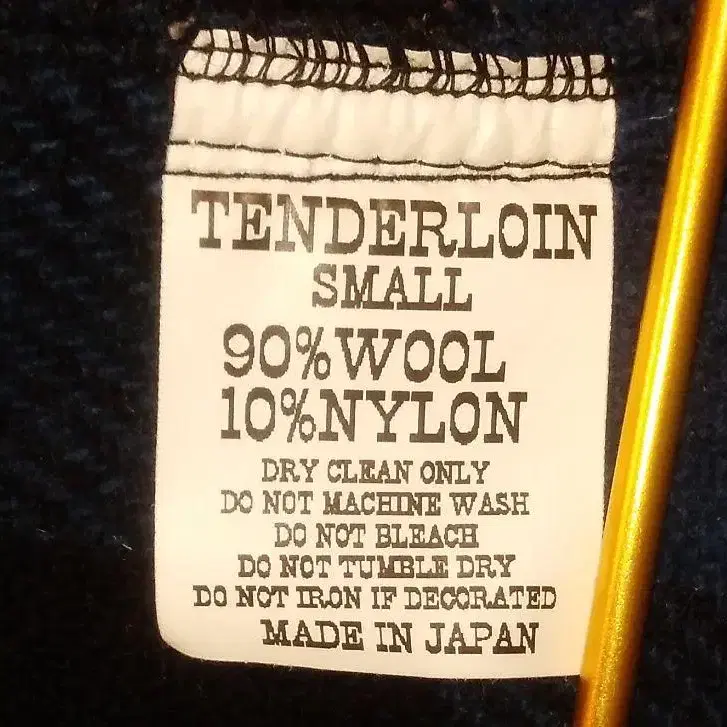 TENDERLOIN
SMALL
90%WOOL
10%NYLON
DRY CLEAN ONLY
DO NOT MACHINE WASH
DO NOT BLEACH
DO NOT TUMBLE DRY
DO NOT IRON IF DECORATED
MADE IN JAPAN